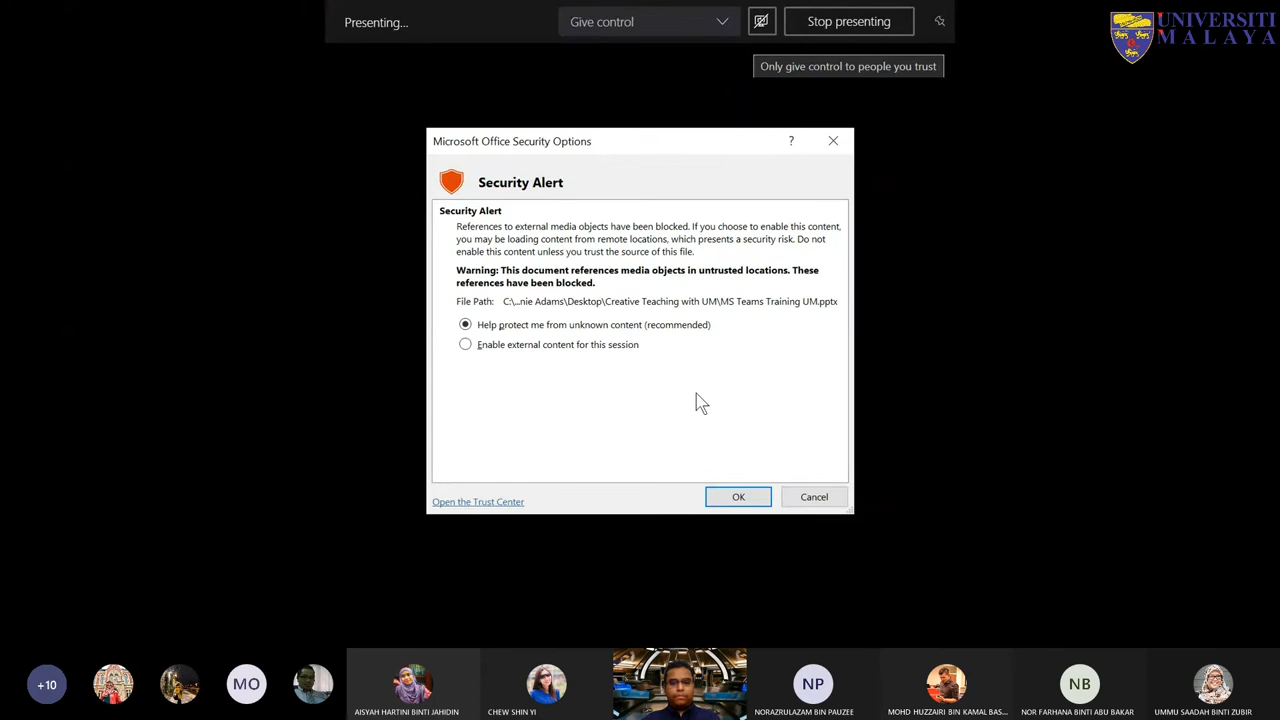 Presenting...
Give control
Stop presenting
UNIVERSITI
MALAYA
Only give control to people you trust
Microsoft Office Security Options
?
Security Alert
Security Alert
References to external media objects have been blocked. If you choose to enable this content,
you may be loading content from remote locations, which presents a security risk. Do not
enable this content unless you trust the source of this file.
Warning: This document references media objects in untrusted locations. These
references have been blocked.
File Path: C:\...nie Adams\Desktop\Creative Teaching with UM\MS Teams Training UM.pptx
Help protect me from unknown content (recommended)
Enable external content for this session
Open the Trust Center
OK
Cancel
+10
MO
NP
NB
AISYAH HARTINI BINTI JAHIDIN
CHEW SHIN YI
NORAZRULAZAM BIN PAUZEE
MOHD HUZZAIRI BIN KAMAL BAS...
NOR FARHANA BINTI ABU BAKAR
UMMU SAADAH BINTI ZUBIR